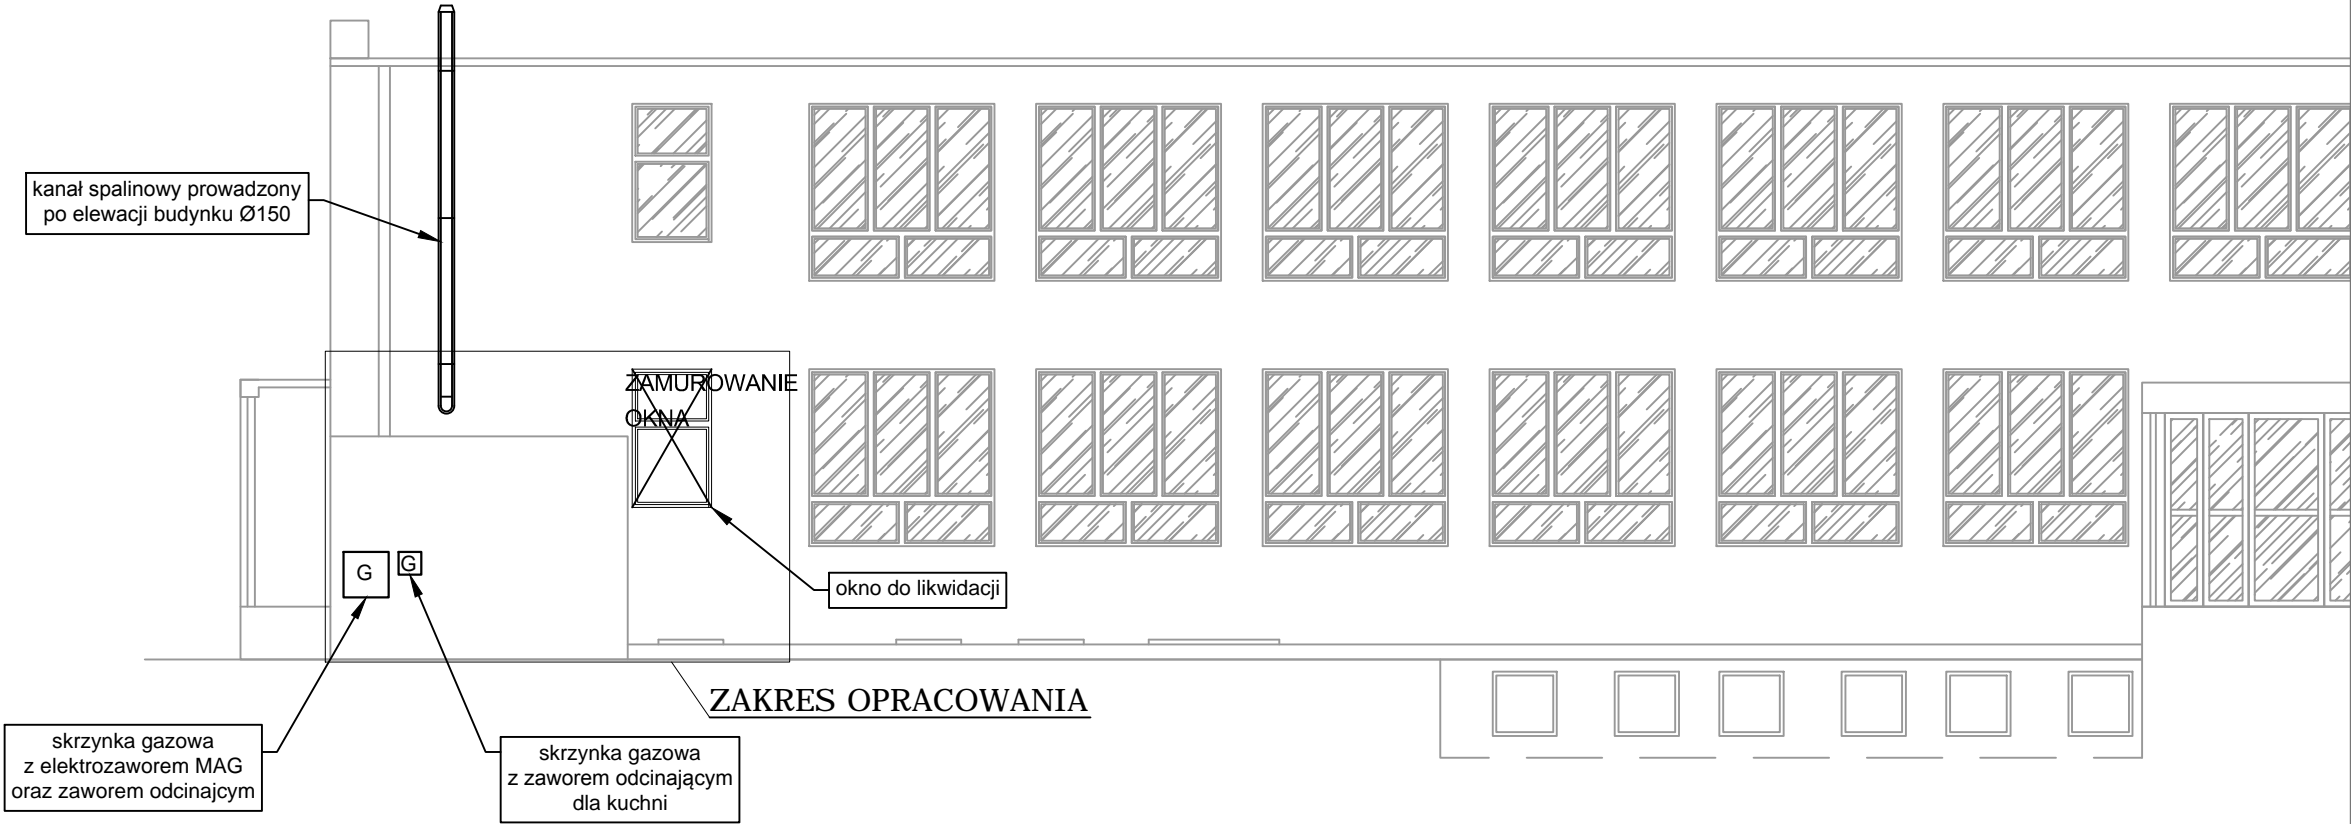 kanał spalinowy prowadzony
po elewacji budynku Ø150
ZAMUROWANIE
OKNA
G
G
okno do likwidacji
ZAKRES OPRACOWANIA
skrzynka gazowa
z elektrozaworem MAG
oraz zaworem odcinajcym
skrzynka gazowa
z zaworem odcinającym
dla kuchni